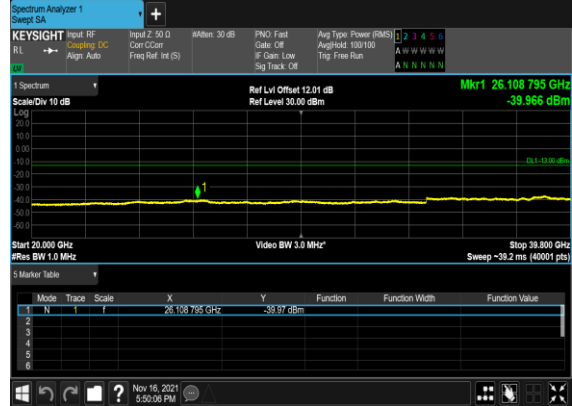 Spectrum Analyzer 1
Swept SA
+
KEYSIGHT Input: RF Input Z: 50 Ω #Atten: 30 dB PNO: Fast Avg Type: Power (RMS) 1 2 3 4 5 6
RL Coupling: DC Corr CCorr Gate: Off Avg|Hold: 100/100 A W W W W W
Align: Auto Freq Ref: Int (S) IF Gain: Low Trig: Free Run
Sig Track: Off A N N N N N
1 Spectrum Ref Lvl Offset 12.01 dB Mkr1 26.108 795 GHz
Scale/Div 10 dB Ref Level 30.00 dBm -39.966 dBm
Log
20.0
10.0
0.00
-10.0
DL1 -13.00 dBm
-20.0
-30.0
1
-40.0
-50.0
-60.0
Start 20.000 GHz Video BW 3.0 MHz* Stop 39.800 GHz
#Res BW 1.0 MHz Sweep ~39.2 ms (40001 pts)
5 Marker Table
Mode Trace Scale X Y Function Function Width Function Value
1 N 1 f 26.108 795 GHz -39.97 dBm
2
3
4
5
6
? Nov 16, 2021
5:50:06 PM